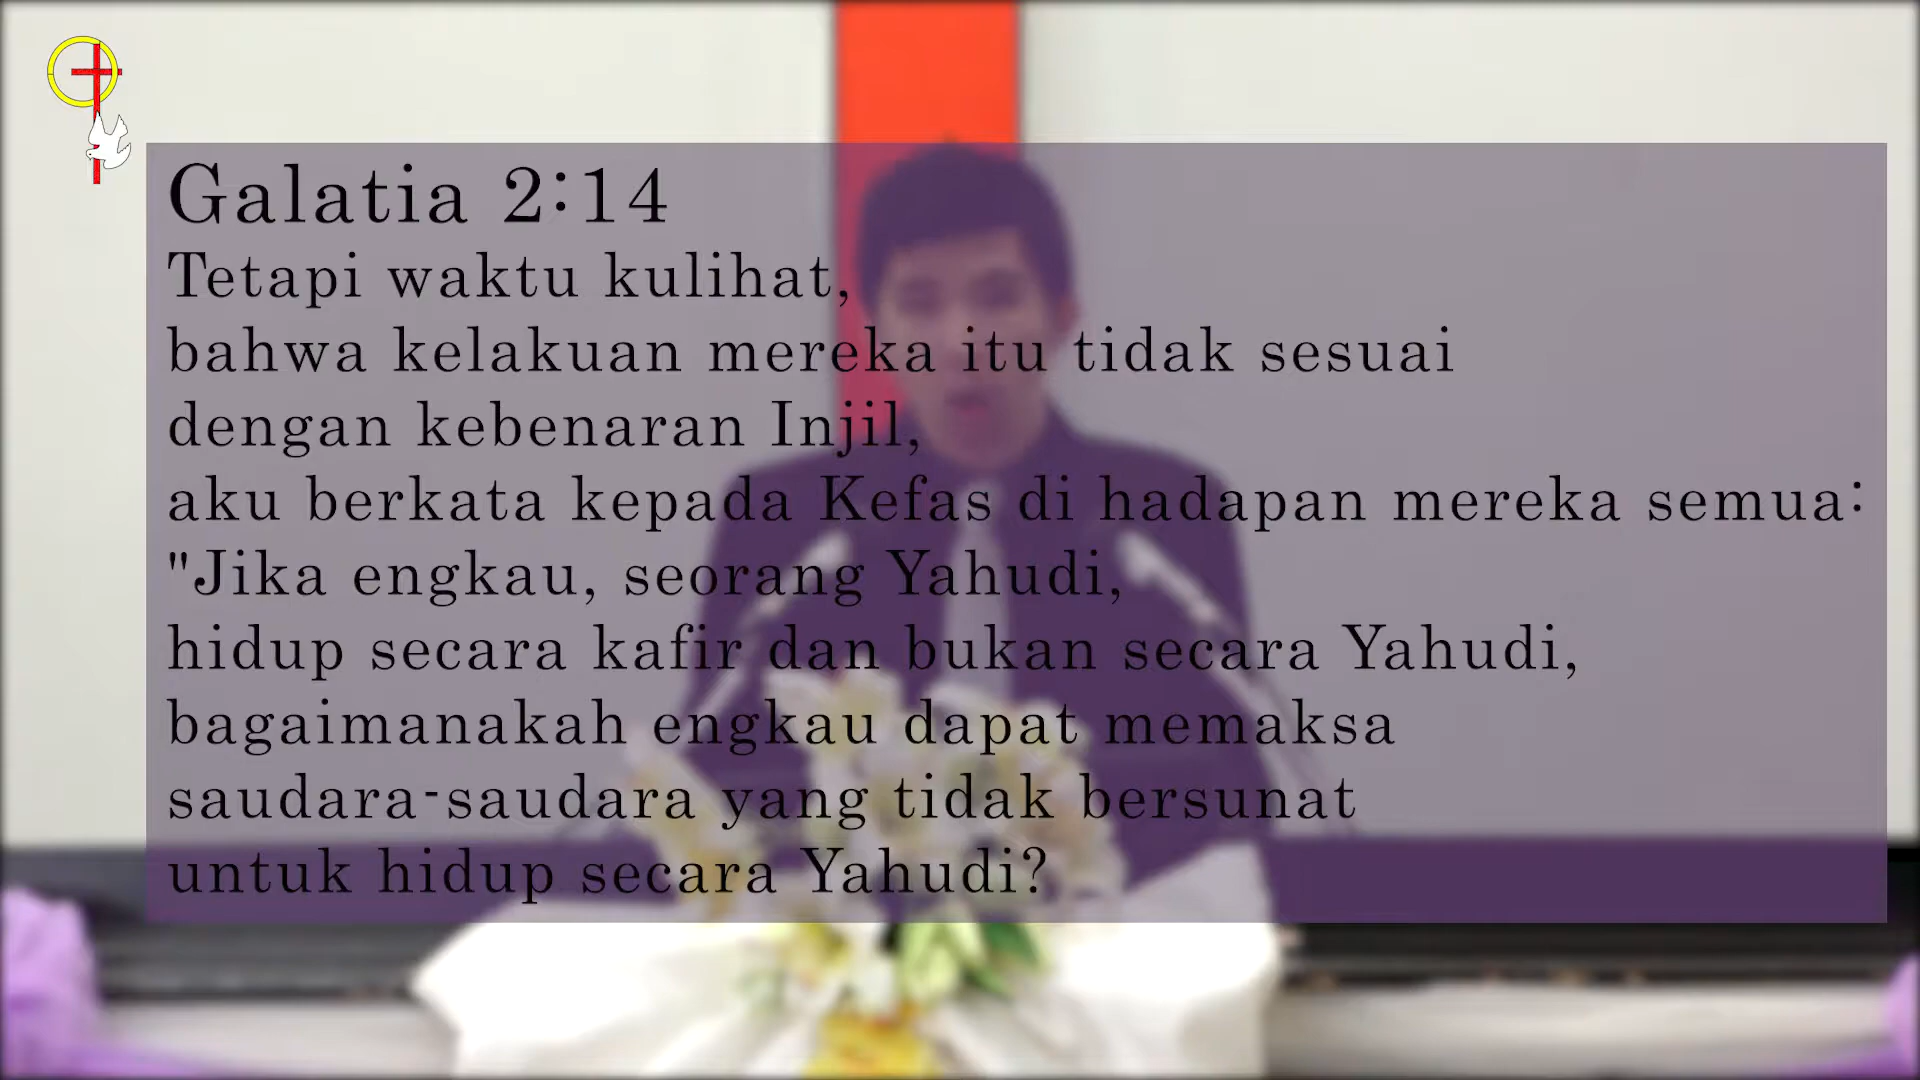 Galatia 2:14
Tetapi waktu kulihat,
bahwa kelakuan mereka itu tidak sesuai
dengan kebenaran Injil,
aku berkata kepada Kefas di hadapan mereka semua:
"Jika engkau, seorang Yahudi,
hidup secara kafir dan bukan secara Yahudi,
bagaimanakah engkau dapat memaksa
saudara-saudara yang tidak bersunat
untuk hidup secara Yahudi?